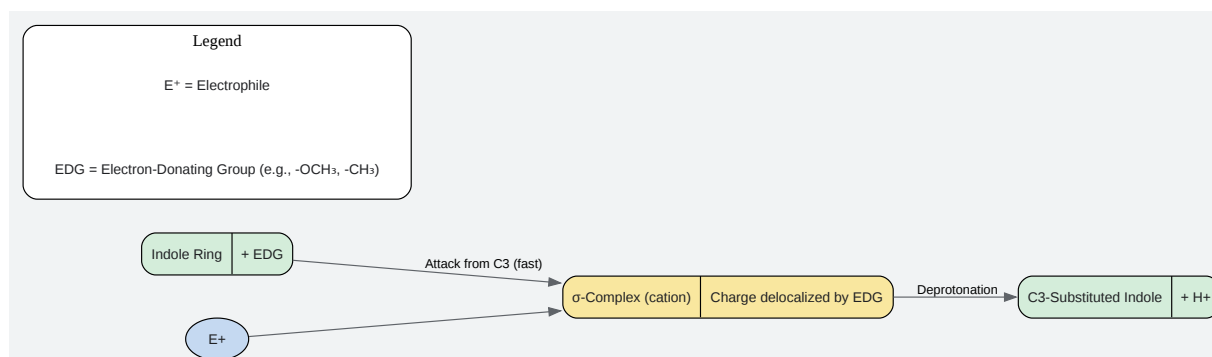 Legend
E⁺ = Electrophile
EDG = Electron-Donating Group (e.g., -OCH₃, -CH₃)
Indole Ring + EDG
Attack from C3 (fast)
σ-Complex (cation) Charge delocalized by EDG
Deprotonation
C3-Substituted Indole + H+
E+